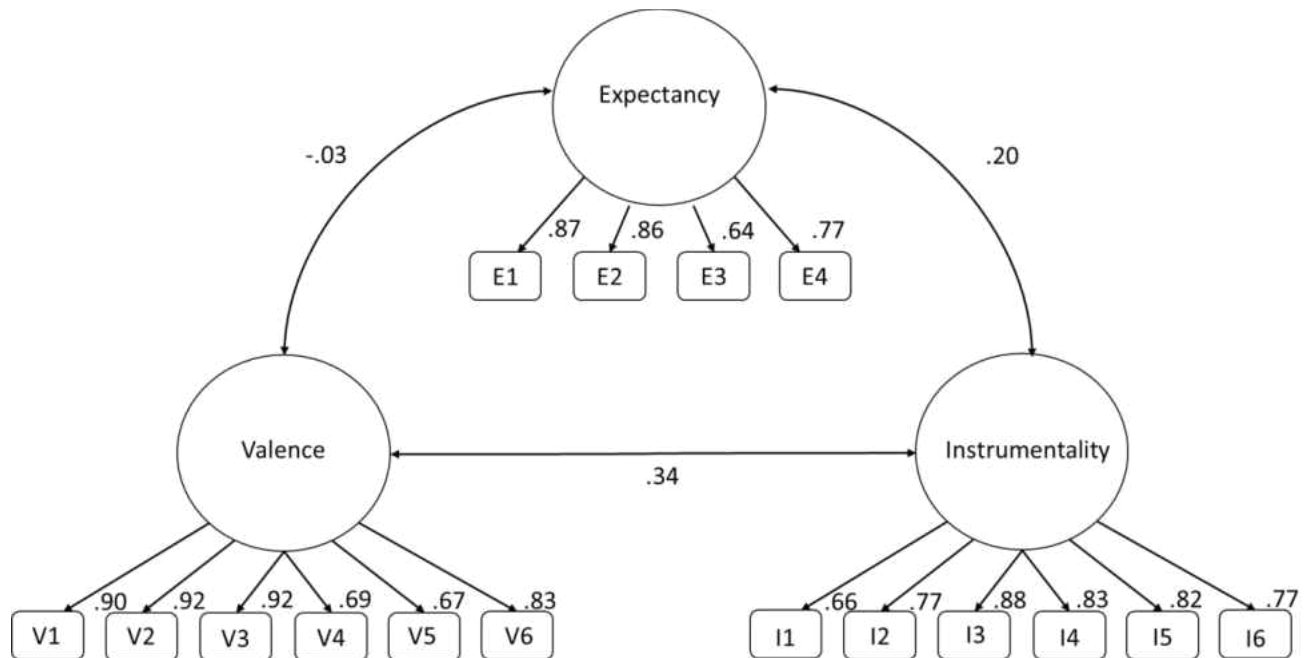 Expectancy
-.03
.20
.87 .86 .64 .77
E1 E2 E3 E4
Valence
Instrumentality
.34
.90 .92 .92 .69 .67 .83
V1 V2 V3 V4 V5 V6
.66 .77 .88 .83 .82 .77
I1 I2 I3 I4 I5 I6